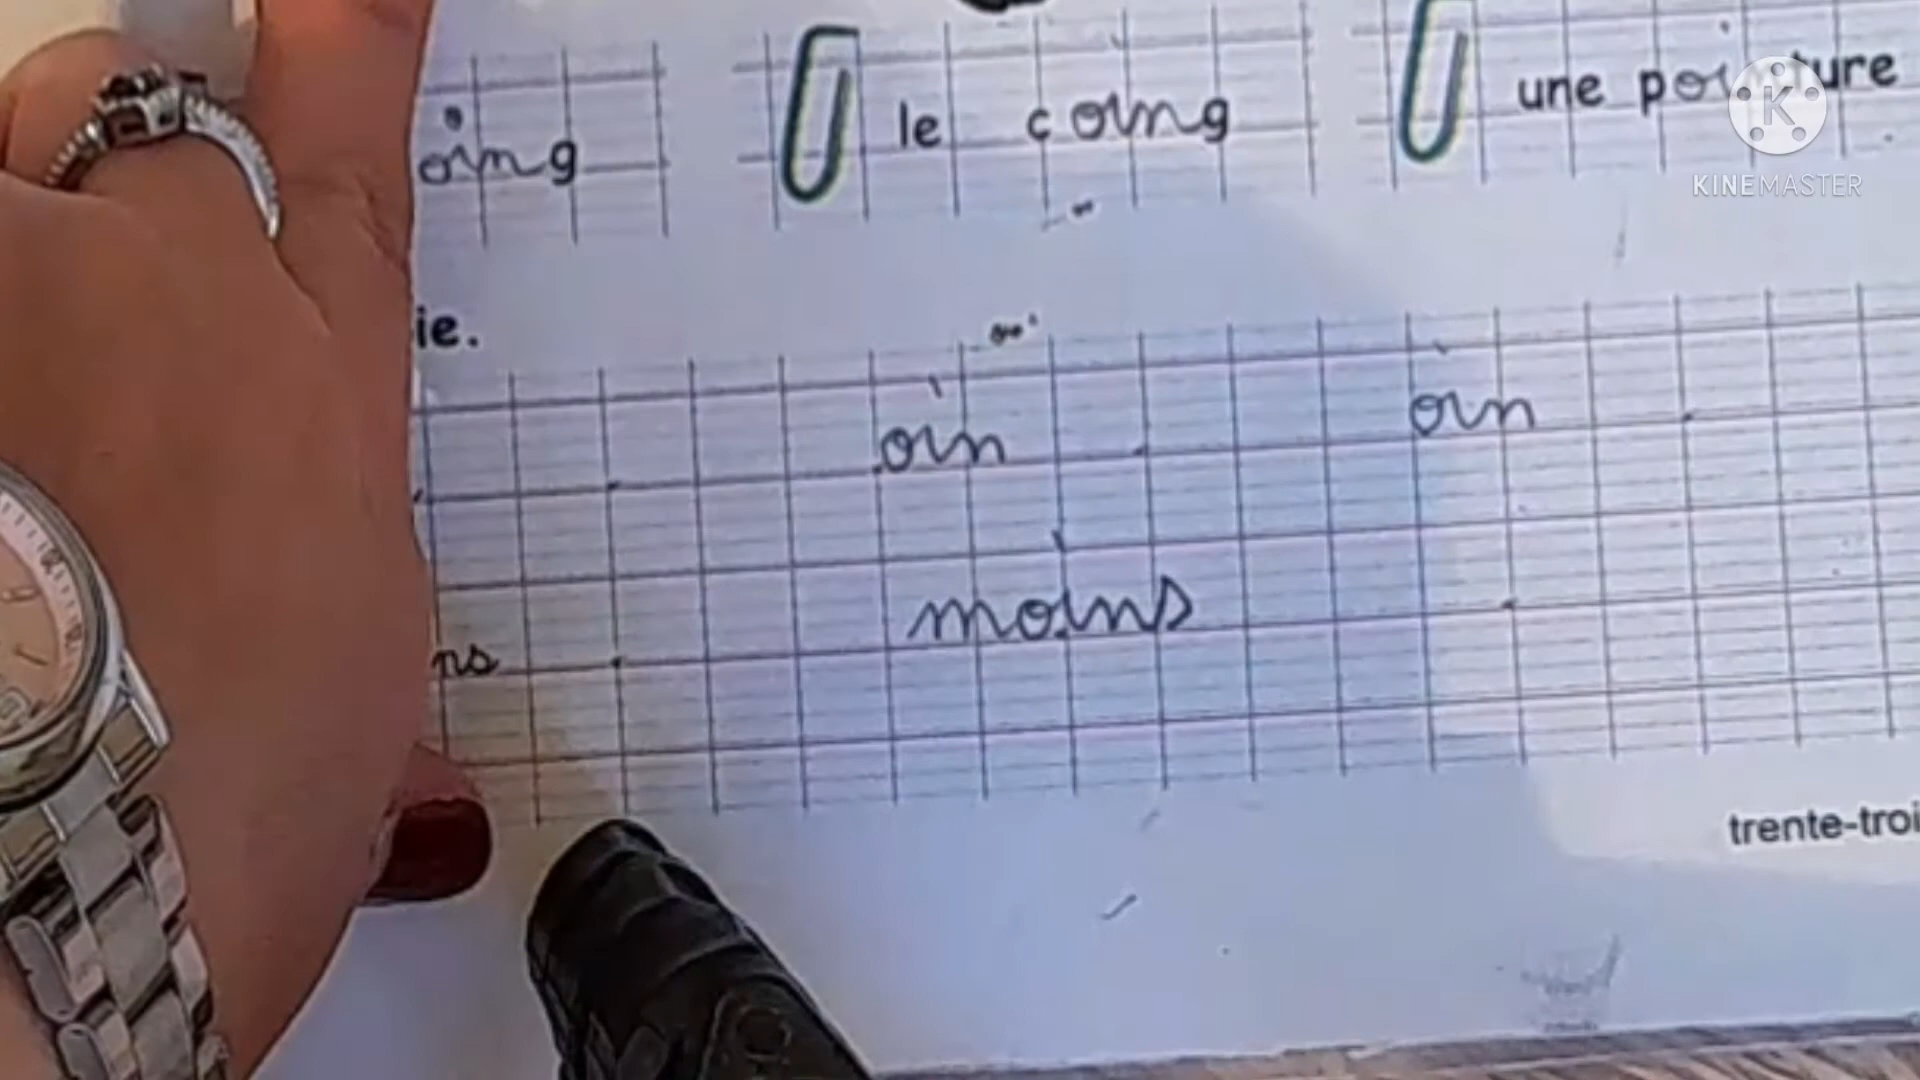 oing le coing une pointure
KINEMASTER
ie.
oin oin
ns moins
trente-troi